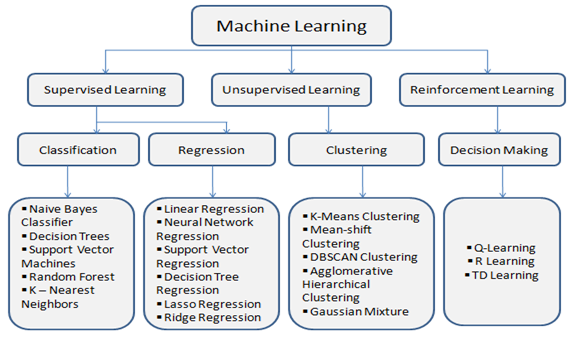 Machine Learning
Supervised Learning
Unsupervised Learning
Reinforcement Learning
Classification
Regression
Clustering
Decision Making
▪ Naive Bayes
Classifier
▪ Decision Trees
▪ Support Vector
Machines
▪ Random Forest
▪ K – Nearest
Neighbors
▪ Linear Regression
▪ Neural Network
Regression
▪ Support Vector
Regression
▪ Decision Tree
Regression
▪ Lasso Regression
▪ Ridge Regression
▪ K-Means Clustering
▪ Mean-shift
Clustering
▪ DBSCAN Clustering
▪ Agglomerative
Hierarchical
Clustering
▪ Gaussian Mixture
▪ Q-Learning
▪ R Learning
▪ TD Learning